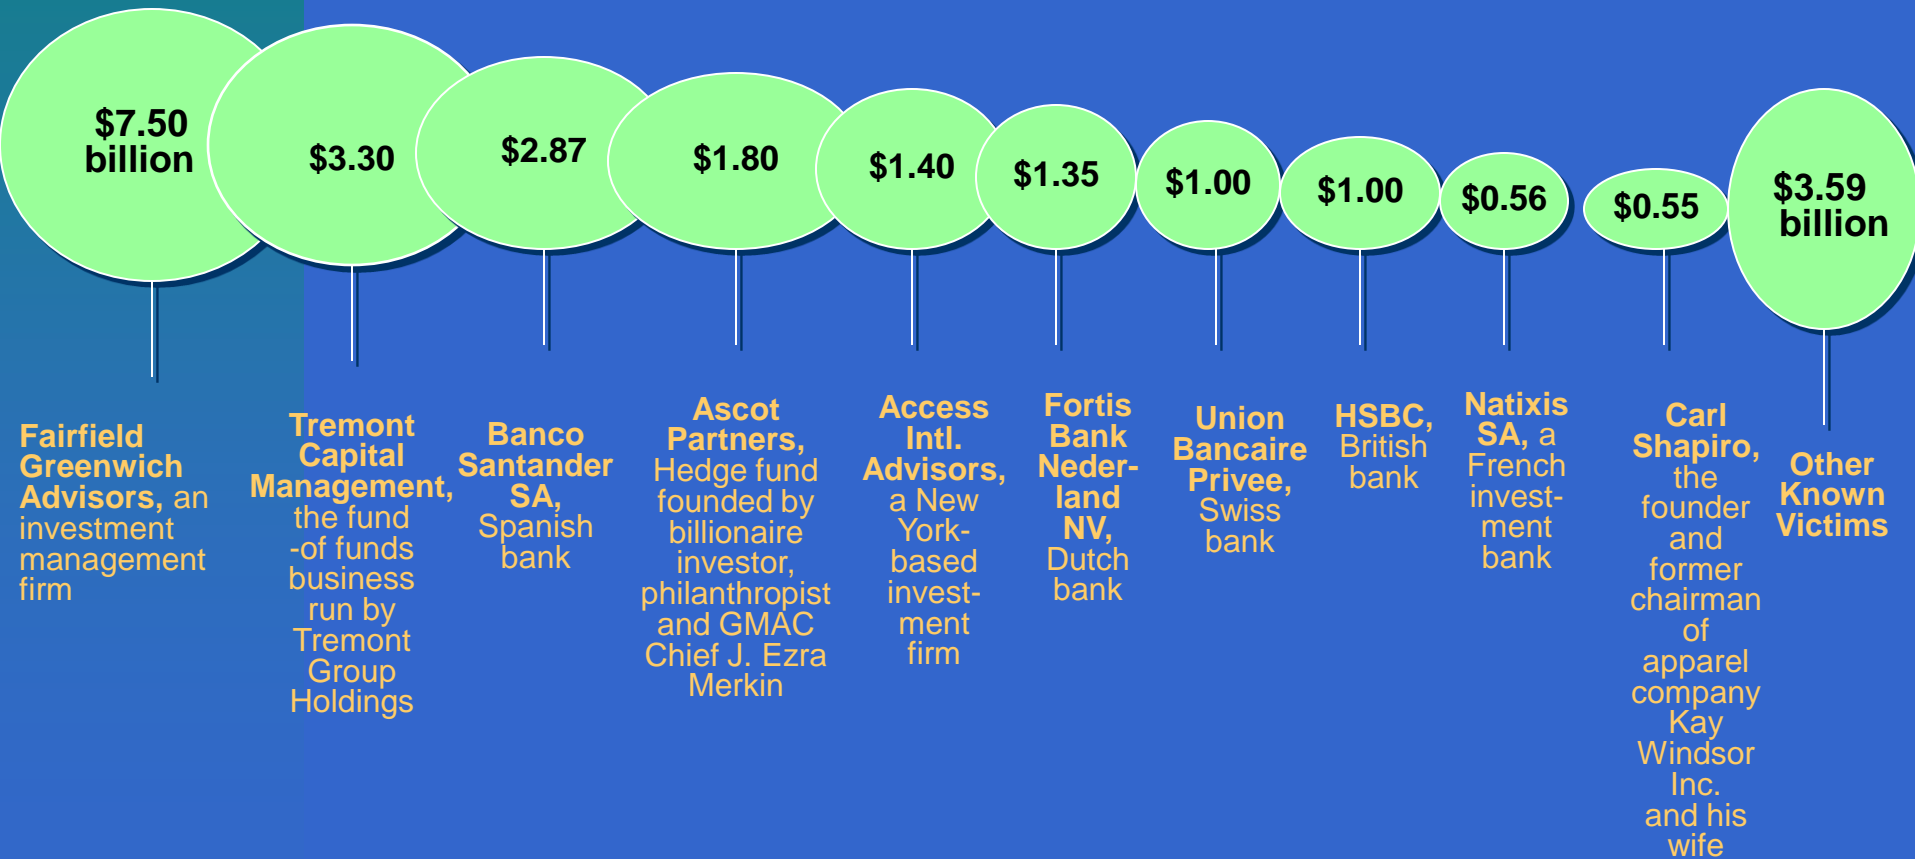 $7.50
billion
$3.30
$2.87
$1.80
$1.40
$1.35
$1.00
$1.00
$0.56
$0.55
$3.59
billion
Fairfield
Greenwich
Advisors, an
investment
management
firm
Tremont
Capital
Management,
the fund
-of funds
business
run by
Tremont
Group
Holdings
Banco
Santander
SA,
Spanish
bank
Ascot
Partners,
Hedge fund
founded by
billionaire
investor,
philanthropist
and GMAC
Chief J. Ezra
Merkin
Access
Intl.
Advisors,
a New
York-
based
invest-
ment
firm
Fortis
Bank
Neder-
land
NV,
Dutch
bank
Union
Bancaire
Privee,
Swiss
bank
HSBC,
British
bank
Natixis
SA, a
French
invest-
ment
bank
Carl
Shapiro,
the
founder
and
former
chairman
of
apparel
company
Kay
Windsor
Inc.
and his
wife
Other
Known
Victims